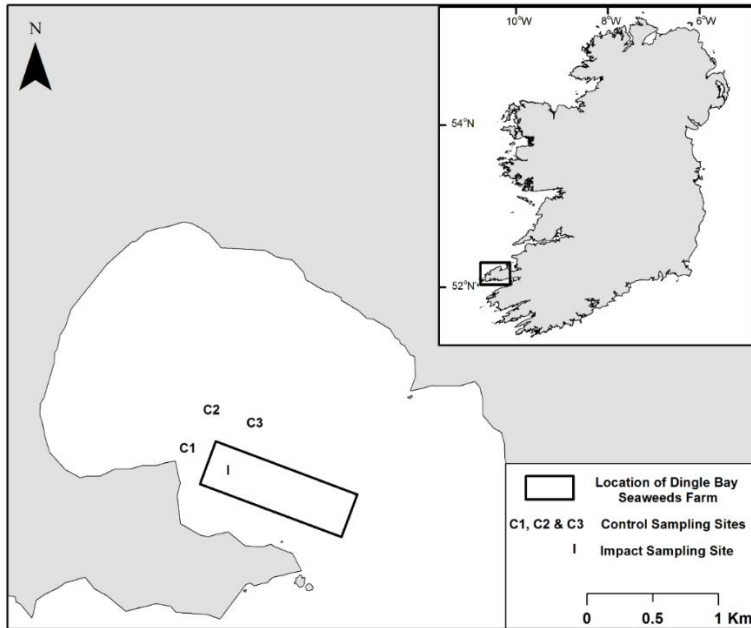 N
10°W
8°W
6°W
54°N
52°N
C2
C3
C1
I
Location of Dingle Bay
Seaweeds Farm
C1, C2 & C3 Control Sampling Sites
I Impact Sampling Site
0 0.5 1 Km